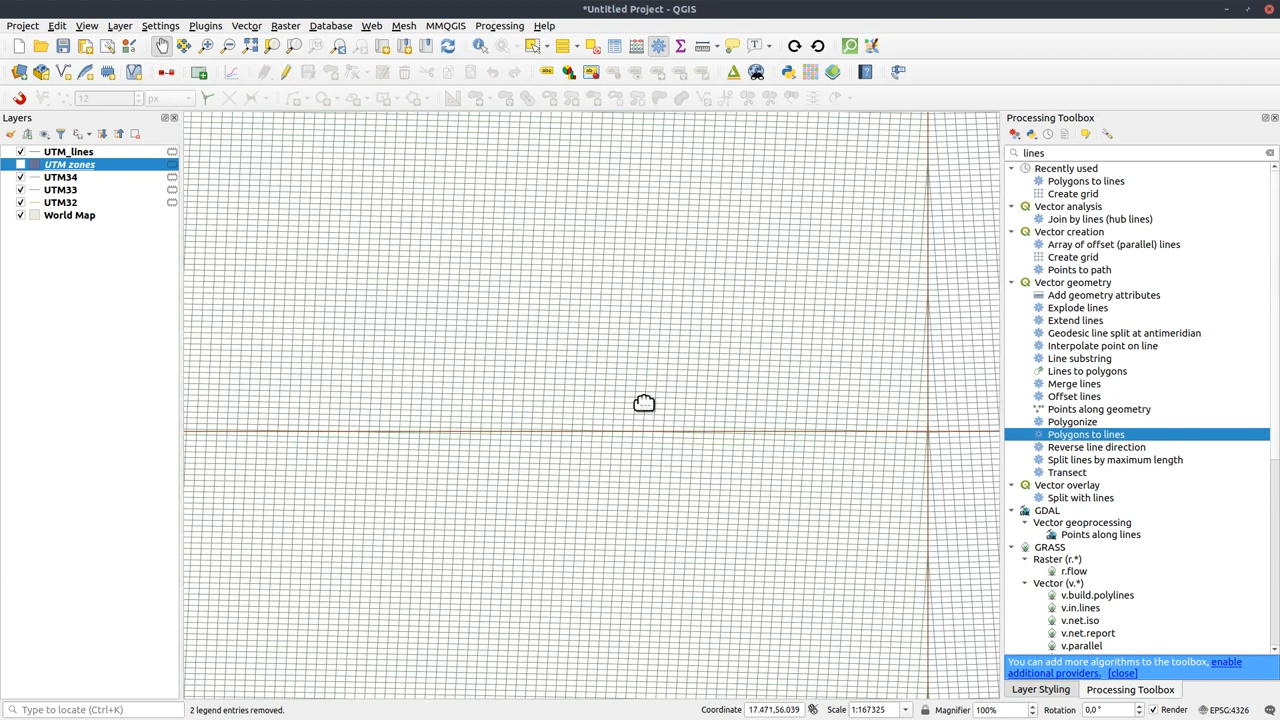 *Untitled Project - QGIS
Project Edit View Layer Settings Plugins Vector Raster Database Web Mesh MMQGIS Processing Help
12 px
Layers
UTM_lines
UTM zones
UTM34
UTM33
UTM32
World Map
Processing Toolbox
lines
Recently used
Polygons to lines
Create grid
Vector analysis
Join by lines (hub lines)
Vector creation
Array of offset (parallel) lines
Create grid
Points to path
Vector geometry
Add geometry attributes
Explode lines
Extend lines
Geodesic line split at antimeridian
Interpolate point on line
Line substring
Lines to polygons
Merge lines
Offset lines
Points along geometry
Polygonize
Polygons to lines
Reverse line direction
Split lines by maximum length
Transect
Vector overlay
Split with lines
GDAL
Vector geoprocessing
Points along lines
GRASS
Raster (r.*)
r.flow
Vector (v.*)
v.build.polylines
v.in.lines
v.net.iso
v.net.report
v.parallel
You can add more algorithms to the toolbox, enable
additional providers. [close]
Layer Styling Processing Toolbox
Type to locate (Ctrl+K) 2 legend entries removed. Coordinate 17.471,56.039 Scale 1:167325 Magnifier 100% Rotation 0,0° Render EPSG:4326